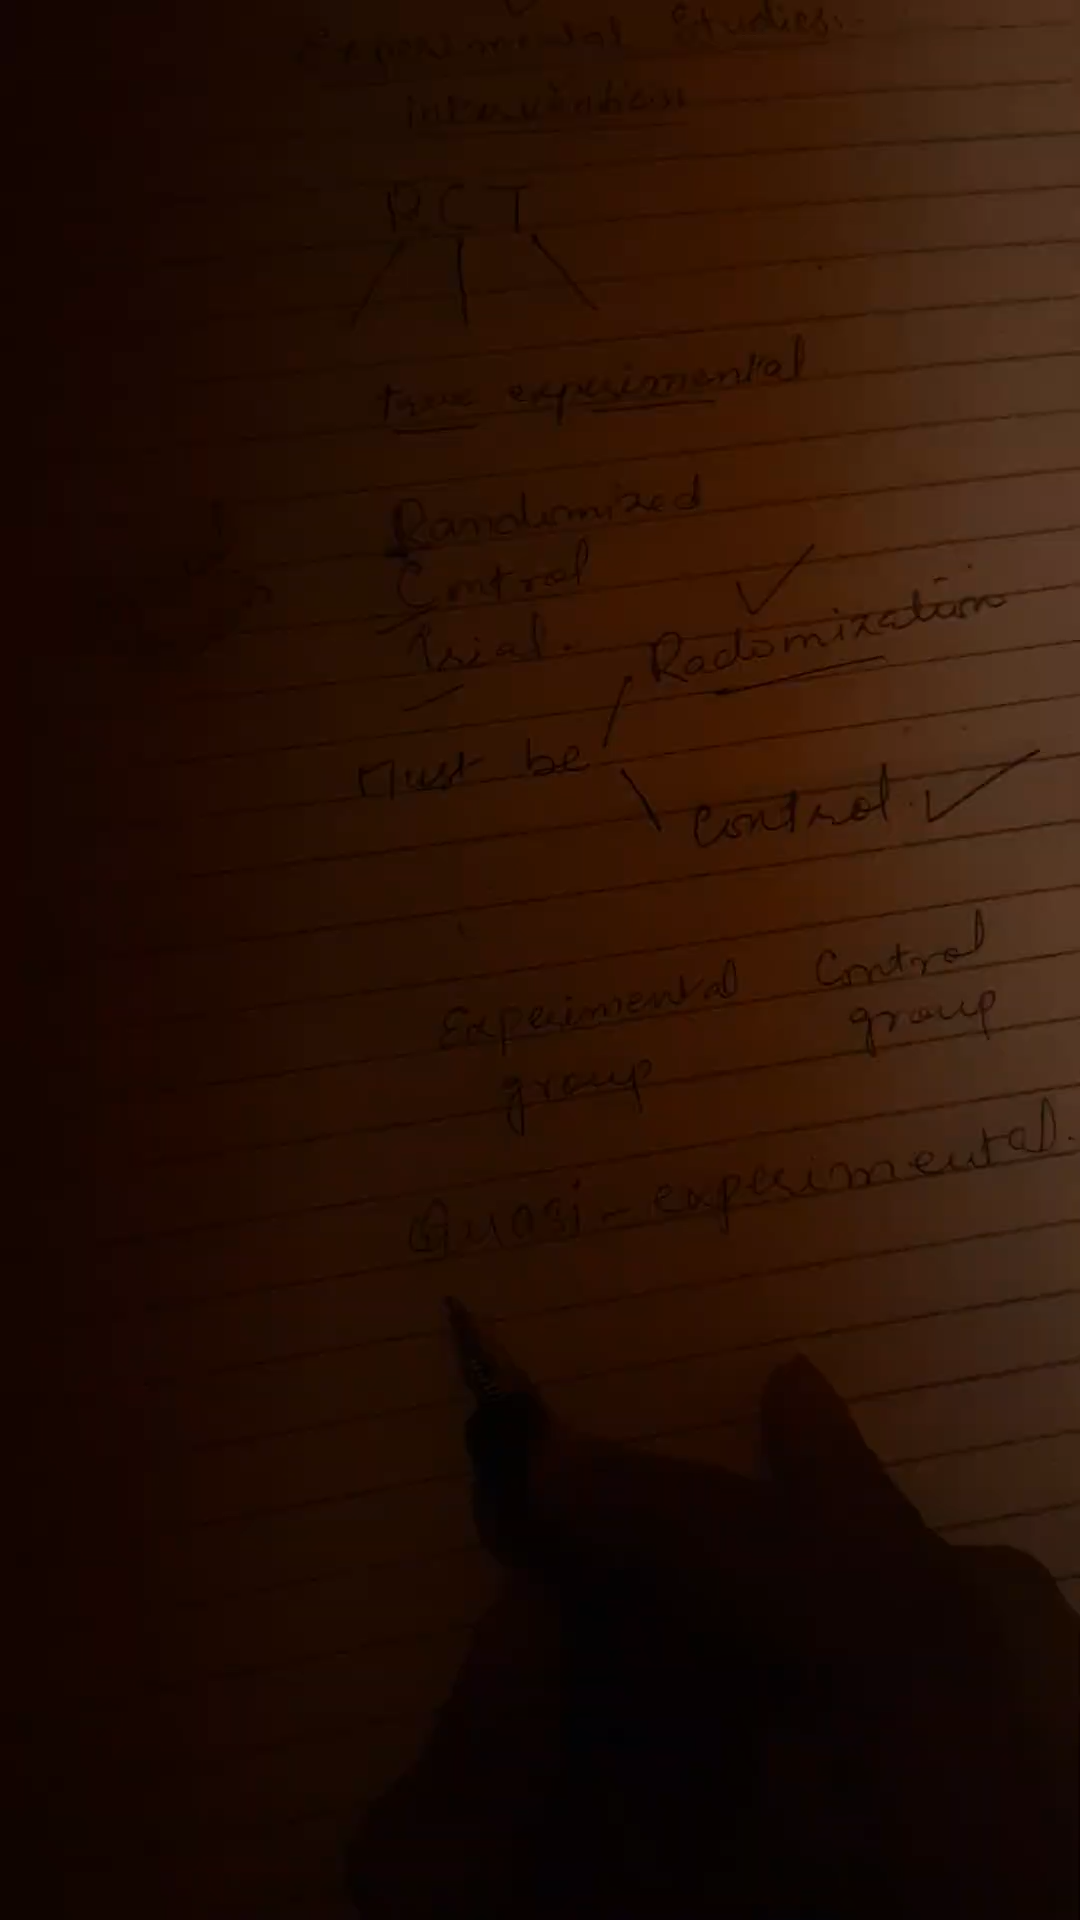 Experimental Studies.
intervention
RCT
true experimental
Randomized
Control
Trial.
Radomization
Must be
Control.
Experimental Control
group group
Quasi-experimental.